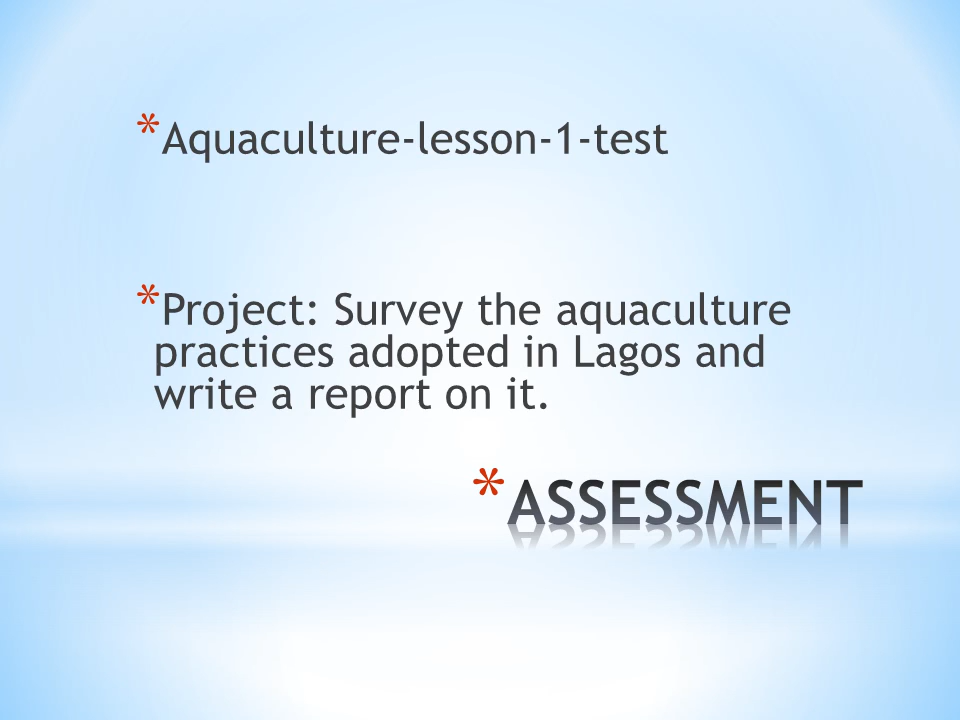 * Aquaculture-lesson-1-test
* Project: Survey the aquaculture
practices adopted in Lagos and
write a report on it.
* ASSESSMENT